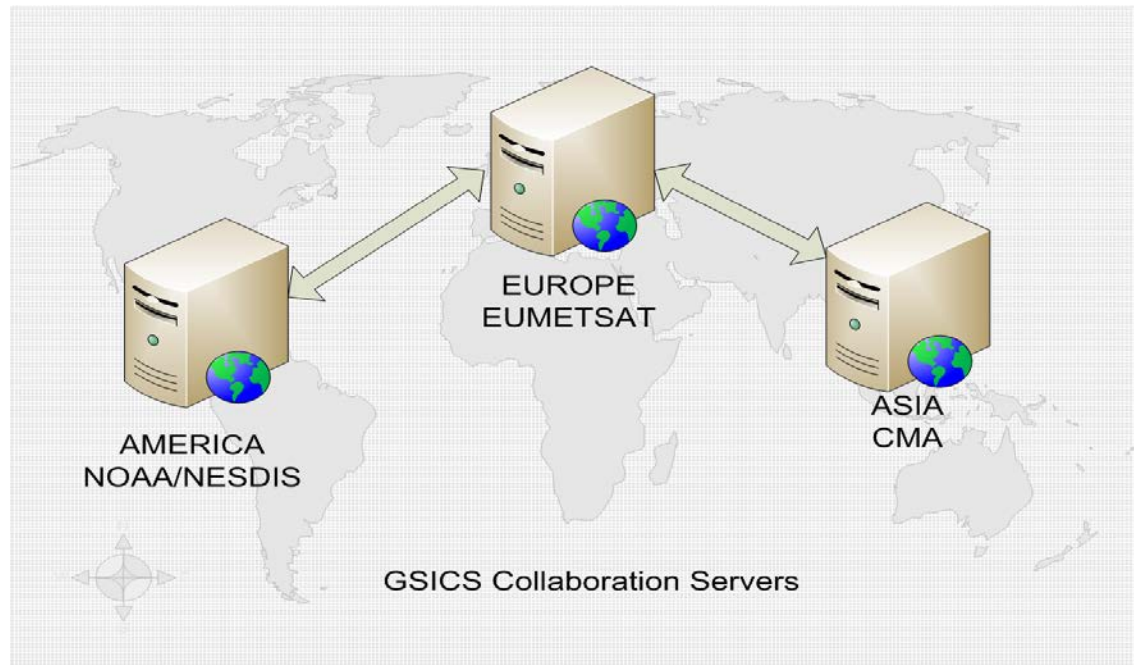 EUROPE
EUMETSAT
ASIA
CMA
AMERICA
NOAA/NESDIS
GSICS Collaboration Servers